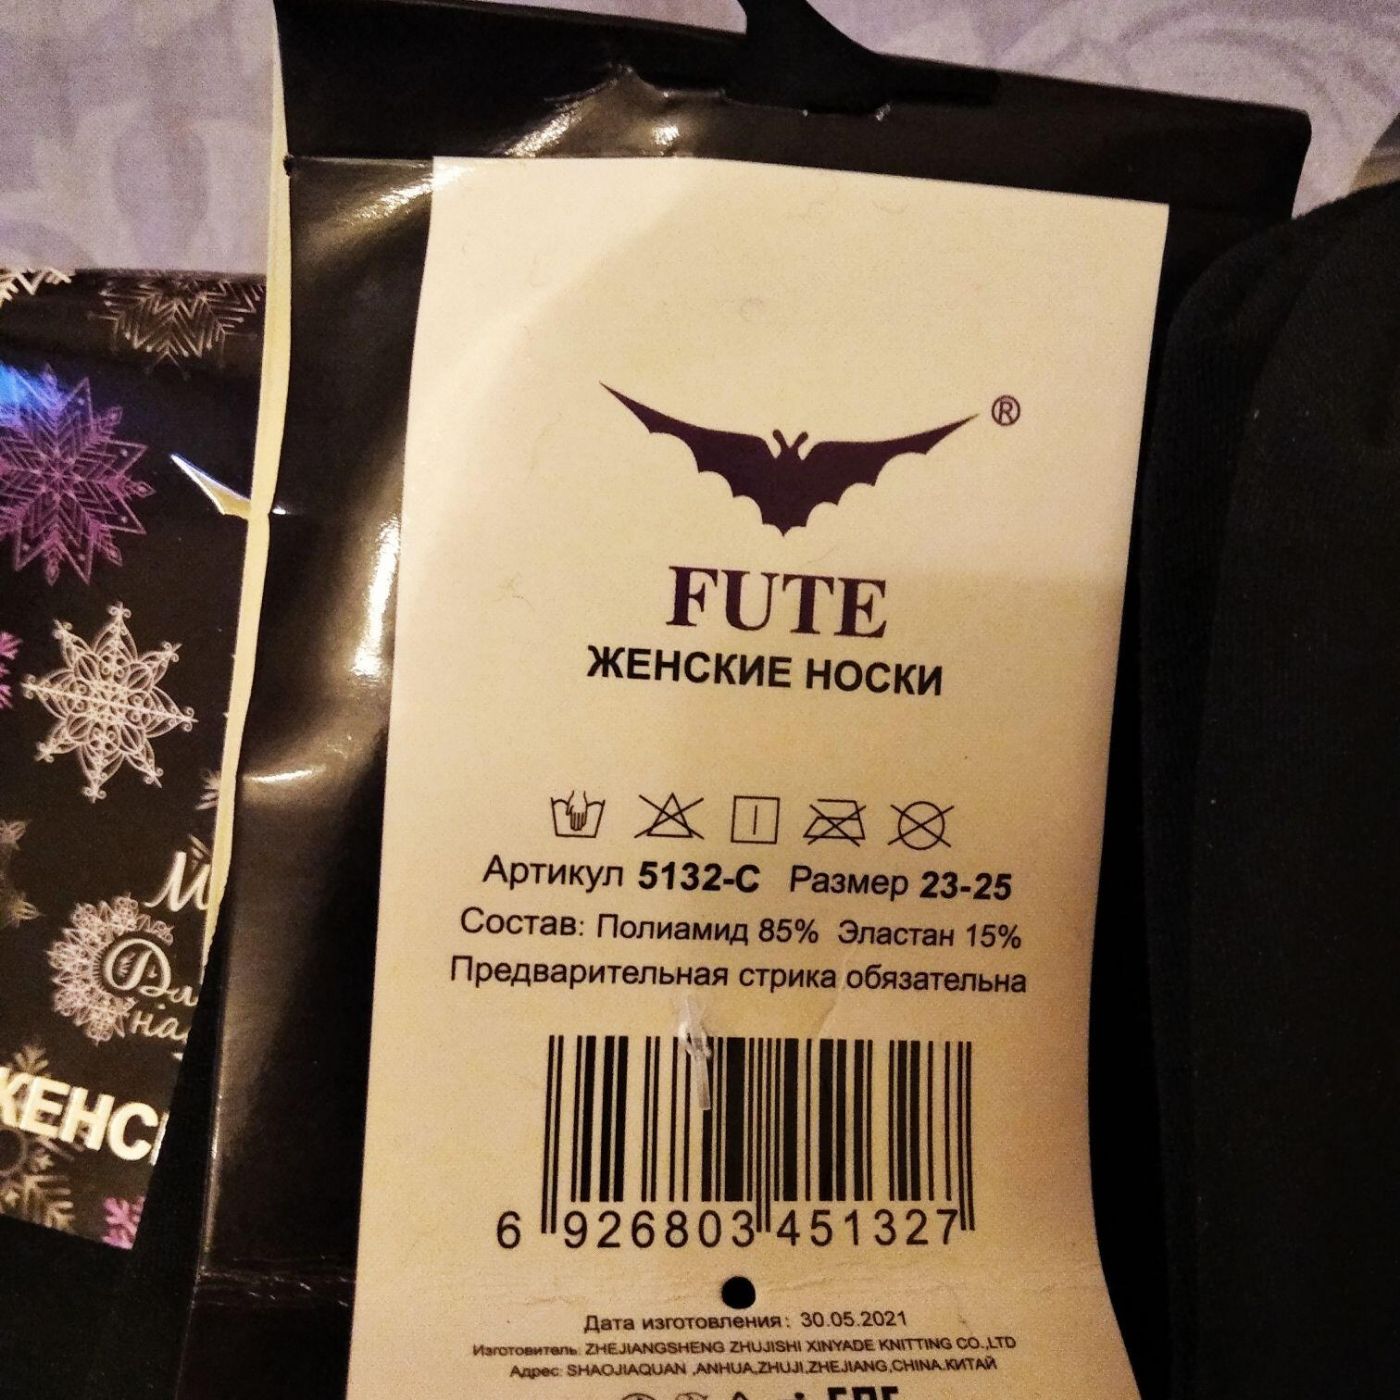 ®
FUTE
ЖЕНСКИЕ НОСКИ
Артикул 5132-C Размер 23-25
Состав: Полиамид 85% Эластан 15%
Предварительная стрика обязательна
6 926803 451327
Дата изготовления: 30.05.2021
Изготовитель: ZHEJIANGSHENG ZHUJISHI XINYADE KNITTING CO.,LTD
Адрес: SHAOJIAQUAN ,ANHUA,ZHUJI,ZHEJIANG,CHINA.КИТАЙ